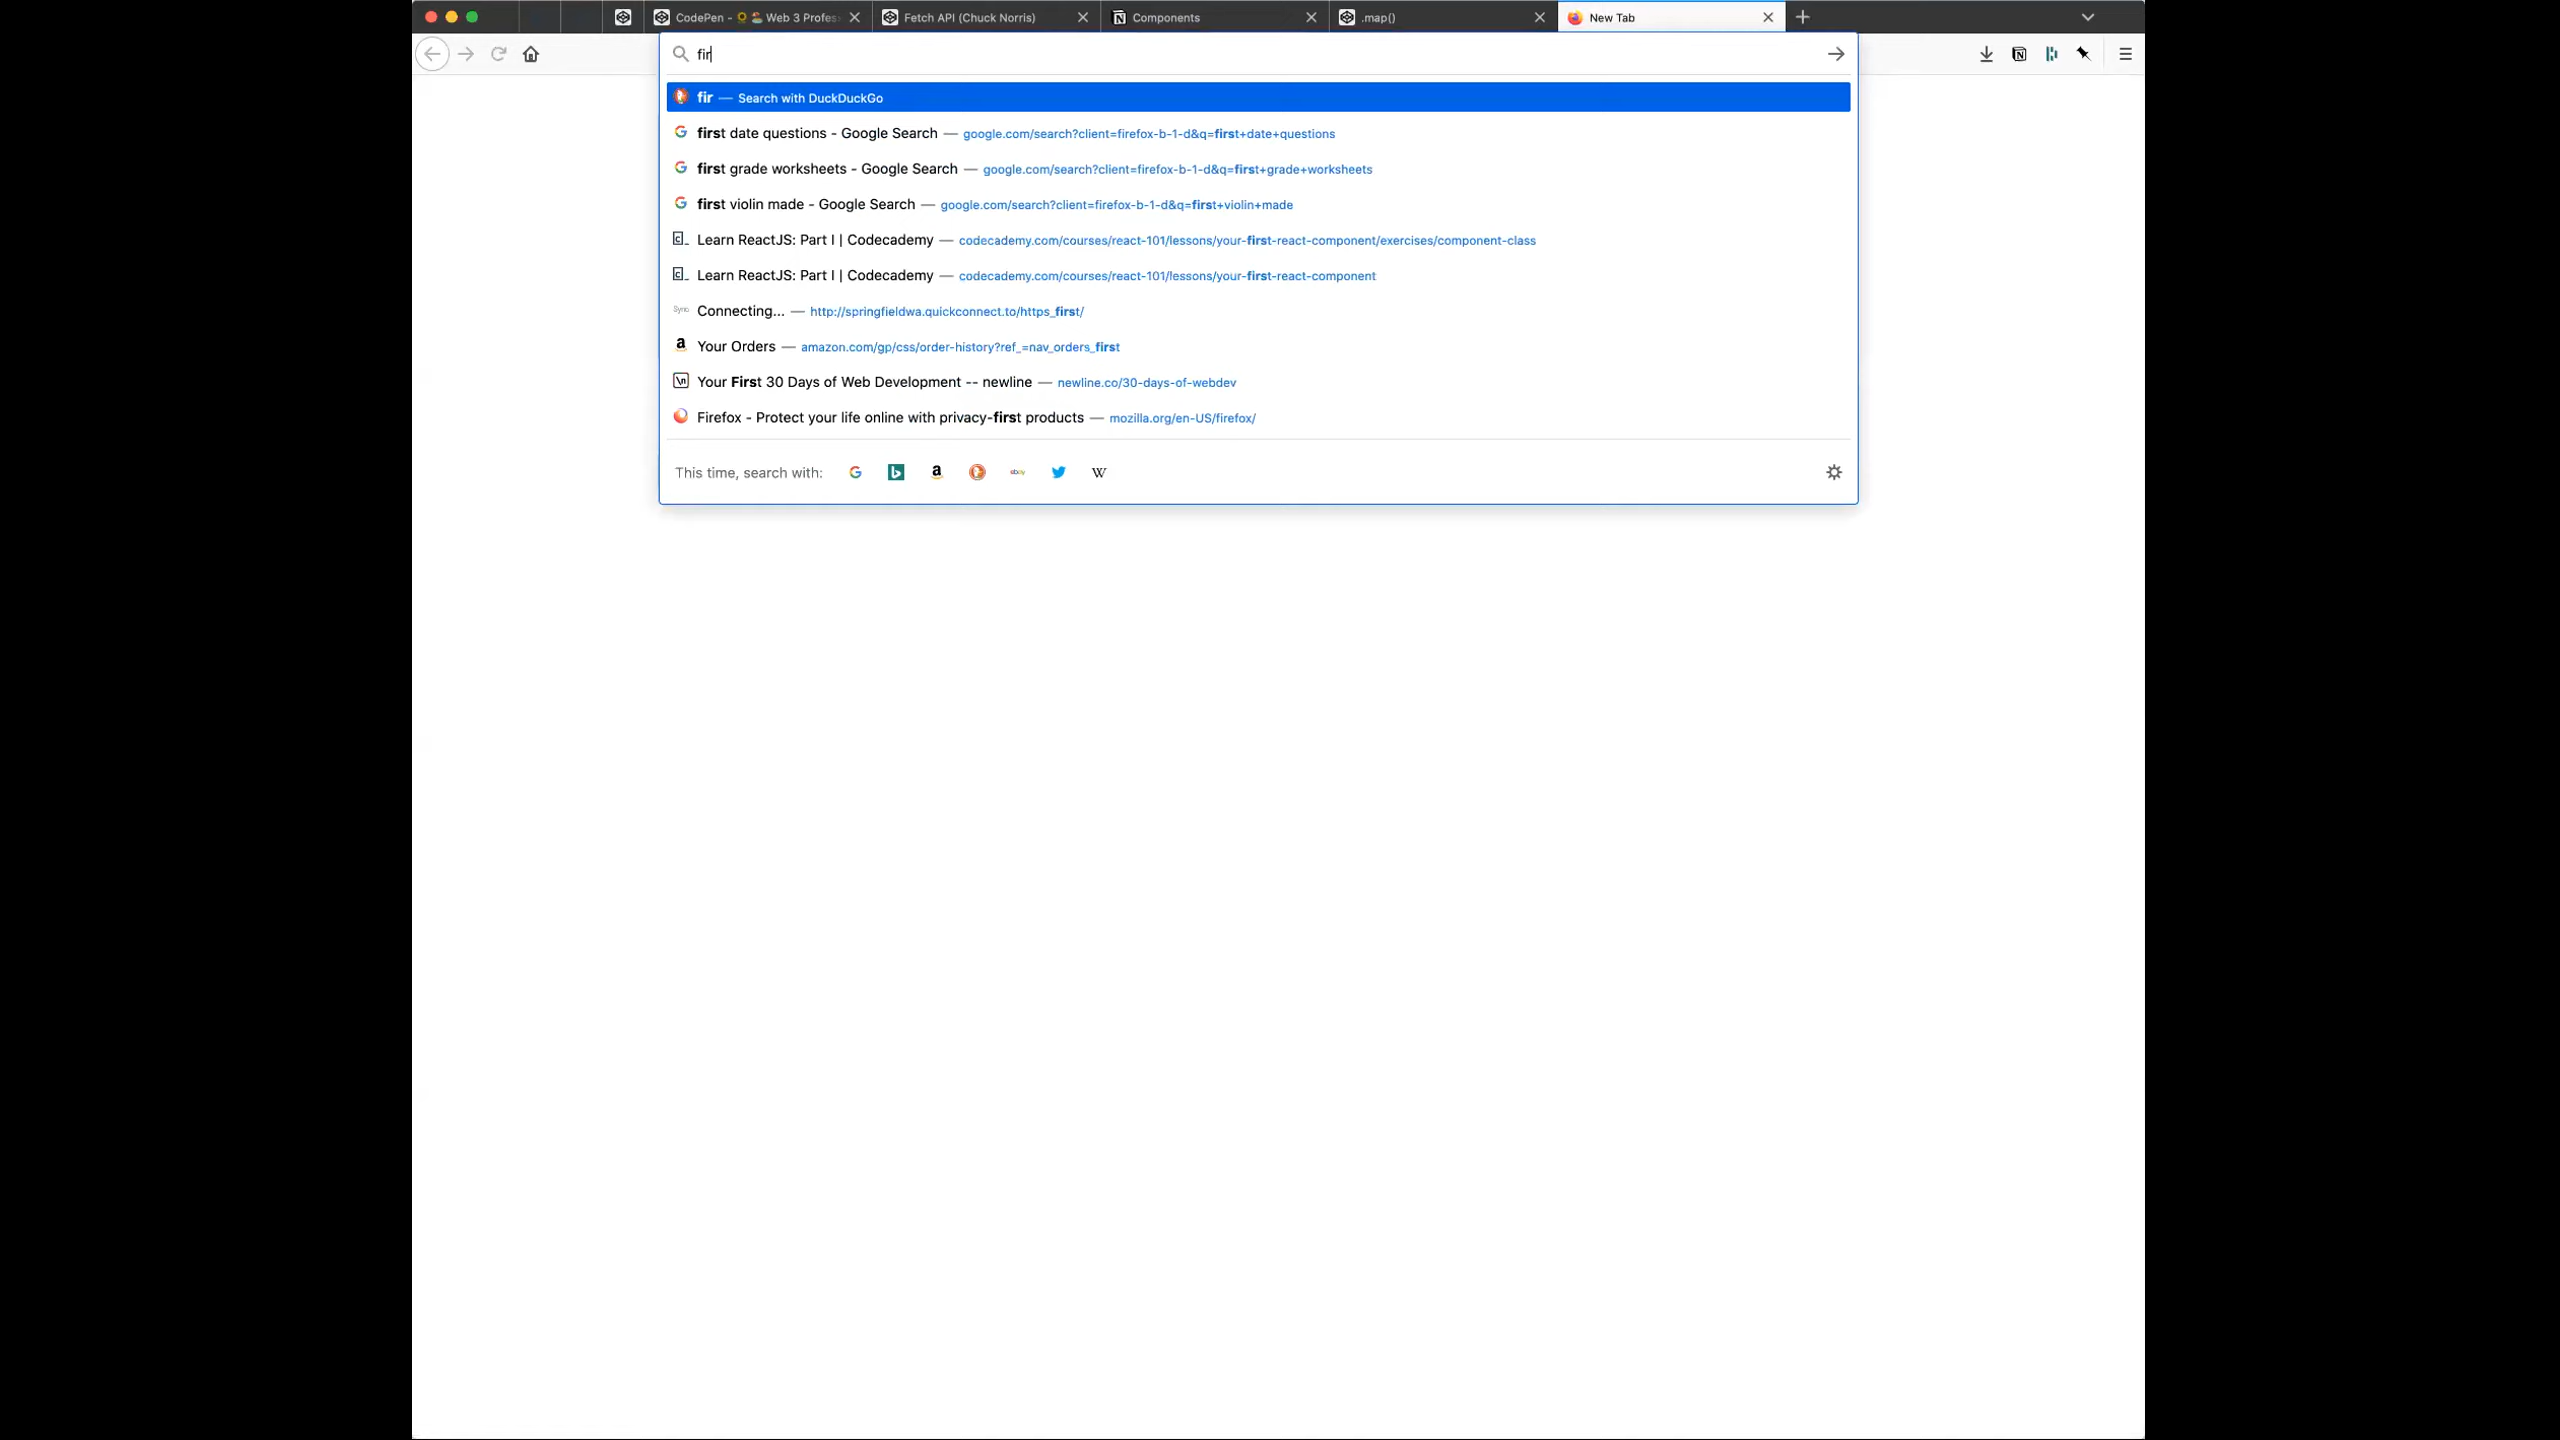 CodePen - 🌻 🏖 Web 3 Profes
Fetch API (Chuck Norris)
Components
.map()
New Tab
fir
fir — Search with DuckDuckGo
first date questions - Google Search — google.com/search?client=firefox-b-1-d&q=first+date+questions
first grade worksheets - Google Search — google.com/search?client=firefox-b-1-d&q=first+grade+worksheets
first violin made - Google Search — google.com/search?client=firefox-b-1-d&q=first+violin+made
Learn ReactJS: Part I | Codecademy — codecademy.com/courses/react-101/lessons/your-first-react-component/exercises/component-class
Learn ReactJS: Part I | Codecademy — codecademy.com/courses/react-101/lessons/your-first-react-component
Connecting... — http://springfieldwa.quickconnect.to/https_first/
Your Orders — amazon.com/gp/css/order-history?ref_=nav_orders_first
Your First 30 Days of Web Development -- newline — newline.co/30-days-of-webdev
Firefox - Protect your life online with privacy-first products — mozilla.org/en-US/firefox/
This time, search with: